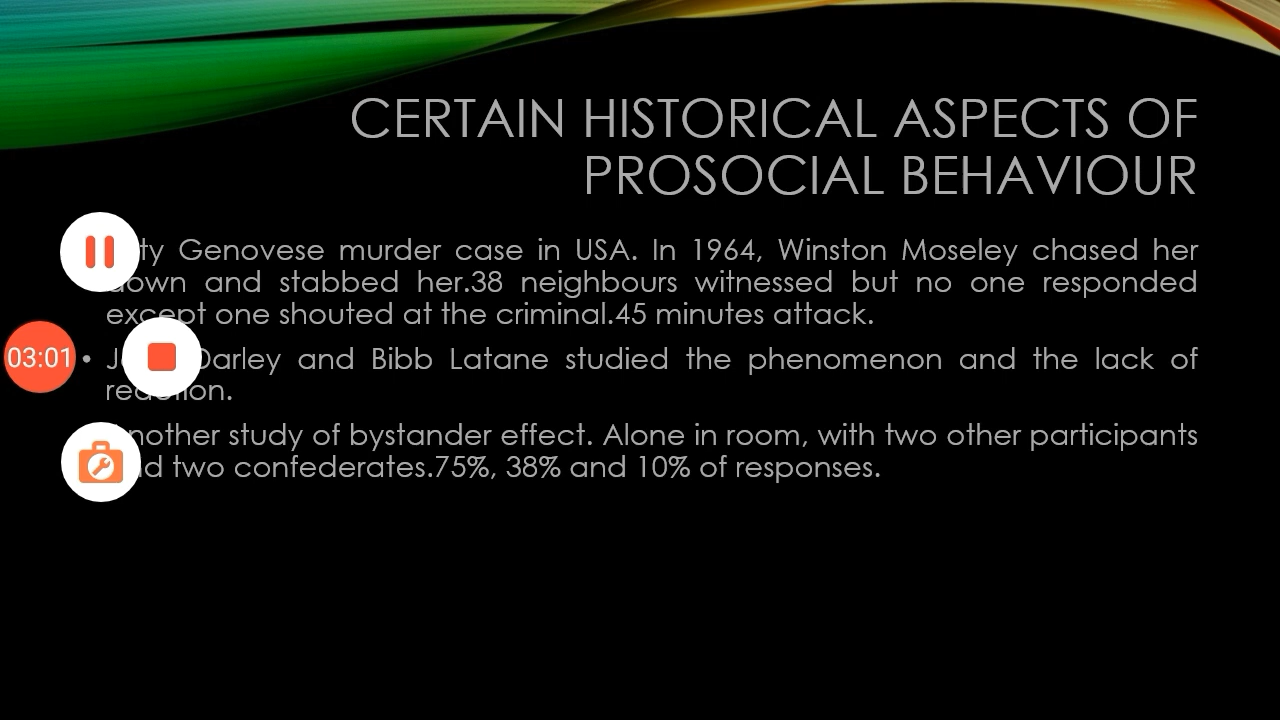 CERTAIN HISTORICAL ASPECTS OF
PROSOCIAL BEHAVIOUR
Genovese murder case in USA. In 1964, Winston Moseley chased her
down and stabbed her.38 neighbours witnessed but no one responded
except one shouted at the criminal.45 minutes attack.
03:01
• Darley and Bibb Latane studied the phenomenon and the lack of
reaction.
Another study of bystander effect. Alone in room, with two other participants
and two confederates.75%, 38% and 10% of responses.